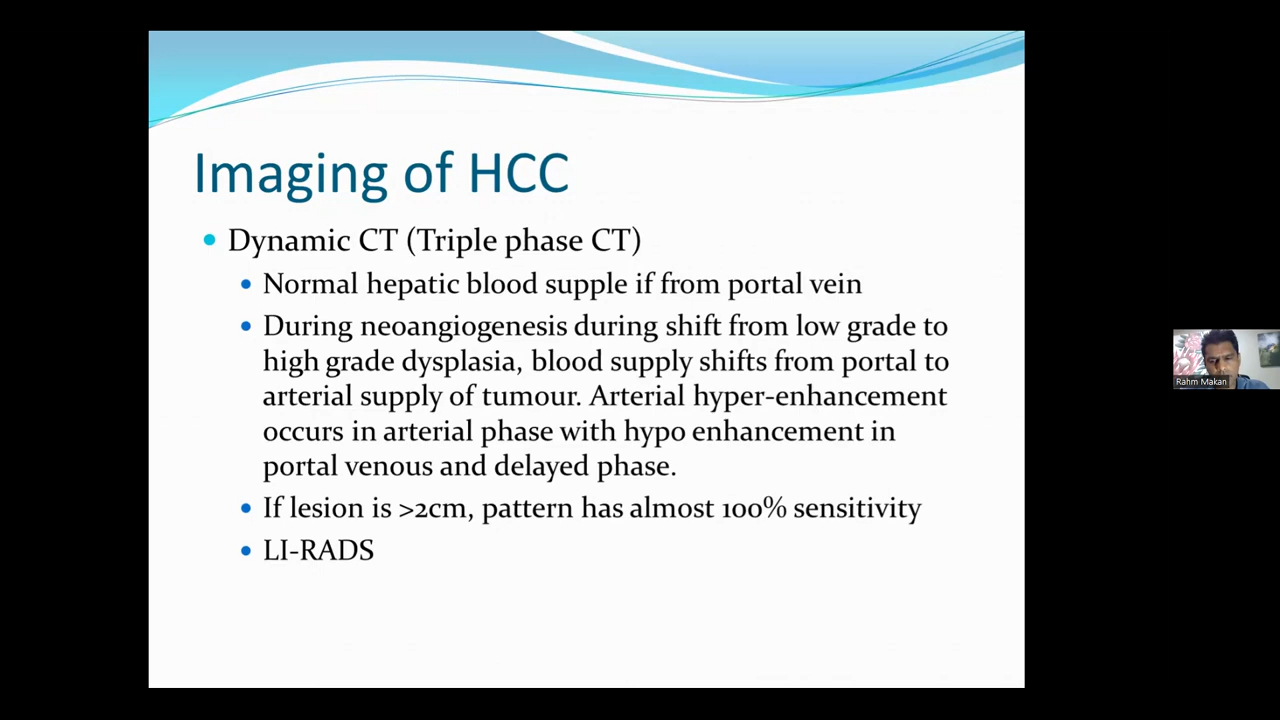 Imaging of HCC
Dynamic CT (Triple phase CT)
Normal hepatic blood supple if from portal vein
During neoangiogenesis during shift from low grade to
high grade dysplasia, blood supply shifts from portal to
arterial supply of tumour. Arterial hyper-enhancement
occurs in arterial phase with hypo enhancement in
portal venous and delayed phase.
If lesion is >2cm, pattern has almost 100% sensitivity
LI-RADS
Rahm Makan